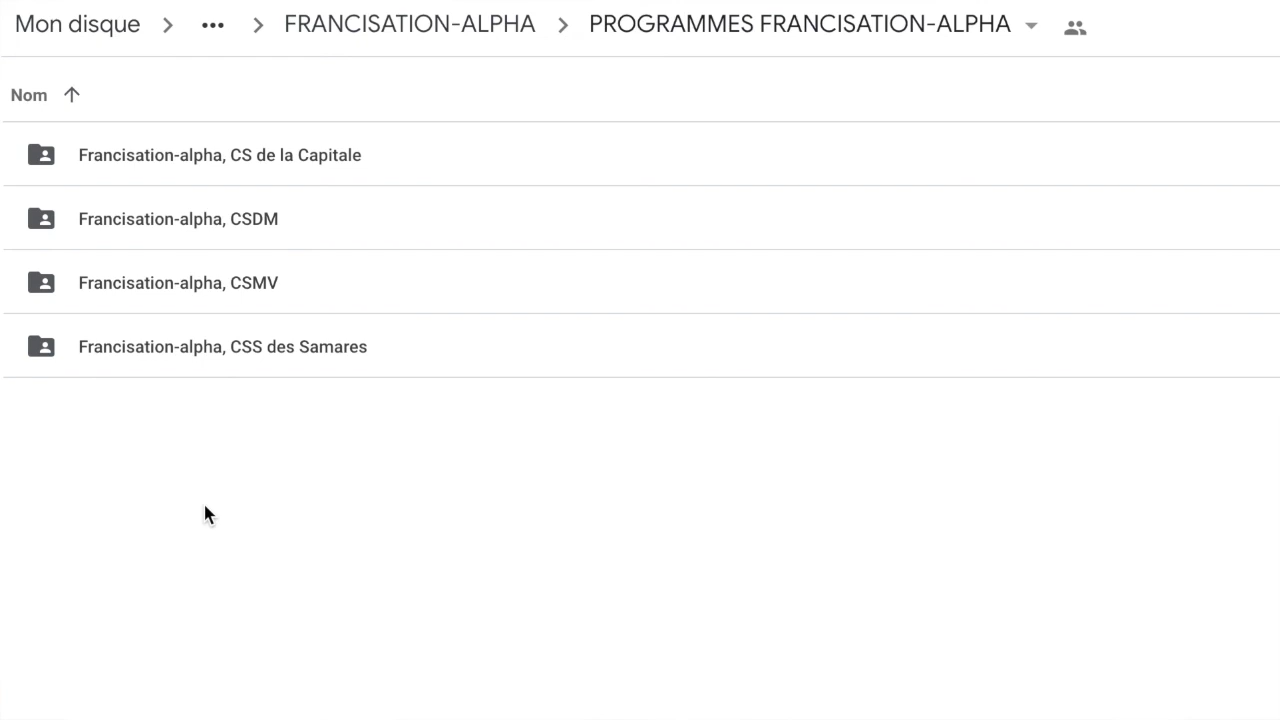 Mon disque > ... > FRANCISATION-ALPHA > PROGRAMMES FRANCISATION-ALPHA
Nom
Francisation-alpha, CS de la Capitale
Francisation-alpha, CSDM
Francisation-alpha, CSMV
Francisation-alpha, CSS des Samares